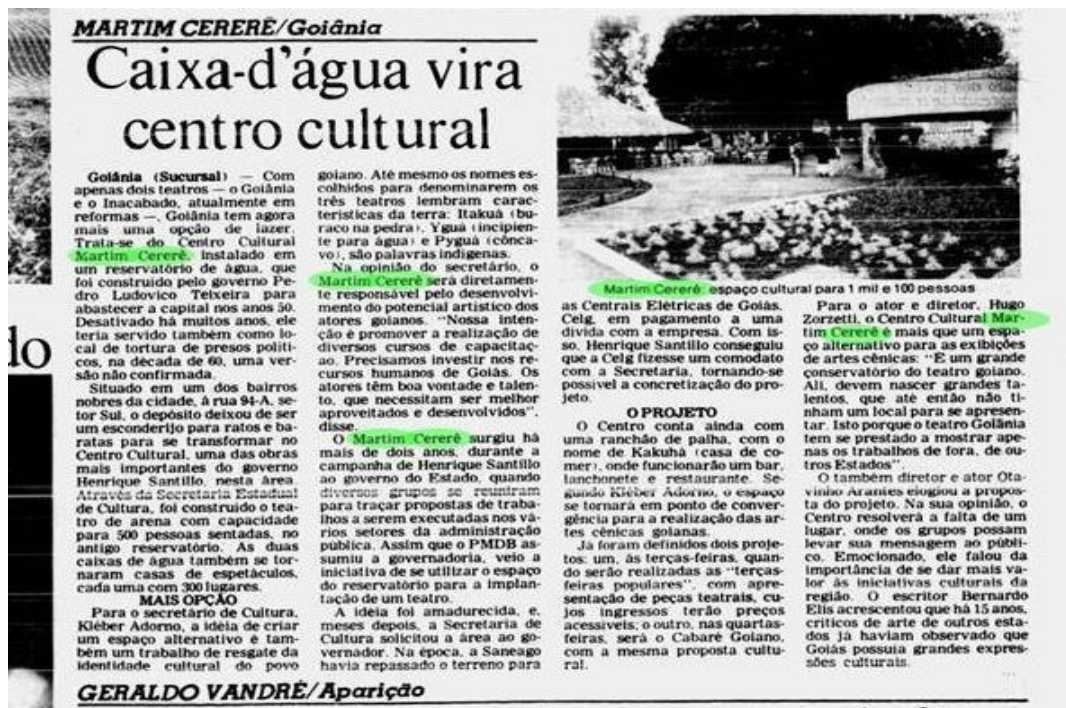 MARTIM CERERÊ/Goiânia
Caixa-d'água vira
centro cultural
Goiânia (Sucursal) — Com
apenas dois teatros — o Goiânia
e o Inacabado, atualmente em
reformas —, Goiânia tem agora
mais uma opção de lazer.
Trata-se do Centro Cultural
Martim Cererê, instalado em
um reservatório de água, que
foi construído pelo governo Pe-
dro Ludovico Teixeira para
abastecer a capital nos anos 50.
Desativado há muitos anos, ele
teria servido também como lo-
cal de tortura de presos políti-
cos, na década de 60, uma ver-
são não confirmada.
Situado em um dos bairros
nobres da cidade, à rua 94-A, se-
tor Sul, o depósito deixou de ser
um esconderijo para ratos e ba-
ratas para se transformar no
Centro Cultural, uma das obras
mais importantes do governo
Henrique Santillo, nesta área.
Através da Secretaria Estadual
de Cultura, foi construído o tea-
tro de arena com capacidade
para 500 pessoas sentadas, no
antigo reservatório. As duas
caixas de água também se tor-
naram casas de espetáculos,
cada uma com 300 lugares.
MAIS OPÇÃO
Para o secretário de Cultura,
Kléber Adorno, a idéia de criar
um espaço alternativo é tam-
bém um trabalho de resgate da
identidade cultural do povo
goiano. Até mesmo os nomes es-
colhidos para denominarem os
três teatros lembram carac-
terísticas da terra: Itakuá (bu-
raco na pedra), Yguá (incipien-
te para água) e Pyguá (cônca-
vo), são palavras indígenas.
Na opinião do secretário, o
Martim Cererê será diretamen-
te responsável pelo desenvolvi-
mento do potencial artístico dos
atores goianos. "Nossa inten-
ção é promover a realização de
diversos cursos de capacitaç-
ao. Precisamos investir nos re-
cursos humanos de Goiás. Os
atores têm boa vontade e talen-
to, que necessitam ser melhor
aproveitados e desenvolvidos",
disse.
O Martim Cererê surgiu há
mais de dois anos, durante a
campanha de Henrique Santillo
ao governo do Estado, quando
diversos grupos se reuniram
para traçar propostas de traba-
lhos a serem executadas nos vá-
rios setores da administração
pública. Assim que o PMDB as-
sumiu a governadoria, veio a
iniciativa de se utilizar o espaço
do reservatório para a implan-
tação de um teatro.
A idéia foi amadurecida, e,
meses depois, a Secretaria de
Cultura solicitou a área ao go-
vernador. Na época, a Saneago
havia repassado o terreno para
Martim Cererê: espaço cultural para 1 mil e 100 pessoas
as Centrais Elétricas de Goiás,
Celg, em pagamento a uma
dívida com a empresa. Com is-
so, Henrique Santillo conseguiu
que a Celg fizesse um comodato
com a Secretaria, tornando-se
possível a concretização do pro-
jeto.
O PROJETO
O Centro conta ainda com
uma ranchão de palha, com o
nome de Kakuhá (casa de co-
mer), onde funcionarão um bar,
lanchonete e restaurante. Se-
gundo Kléber Adorno, o espaço
se tornará em ponto de conver-
gência para a realização das ar-
tes cênicas goianas.
Já foram definidos dois proje-
tos: um, às terças-feiras, quan-
do serão realizadas as "terças-
feiras populares", com apre-
sentação de peças teatrais, cu-
jos ingressos terão preços
acessíveis; o outro, nas quartas-
feiras, será o Cabaré Goiano,
com a mesma proposta cultu-
ral.
Para o ator e diretor, Hugo
Zorzetti, o Centro Cultural Mar-
tim Cererê é mais que um espa-
ço alternativo para as exibições
de artes cênicas: "É um grande
conservatório do teatro goiano.
Ali, devem nascer grandes ta-
lentos, que até então não ti-
nham um local para se apresen-
tar. Isto porque o teatro Goiânia
tem se prestado a mostrar ape-
nas os trabalhos de fora, de ou-
tros Estados".
O também diretor e ator Ota-
vinho Arantes elogiou a propos-
ta do projeto. Na sua opinião, o
Centro resolverá a falta de um
lugar, onde os grupos possam
levar sua mensagem ao públi-
co. Emocionado, ele falou da
importância de se dar mais va-
lor às iniciativas culturais da
região. O escritor Bernardo
Elis acrescentou que há 15 anos,
críticos de arte de outros esta-
dos já haviam observado que
Goiás possuía grandes expres-
sões culturais.
do
GERALDO VANDRÉ/Aparição